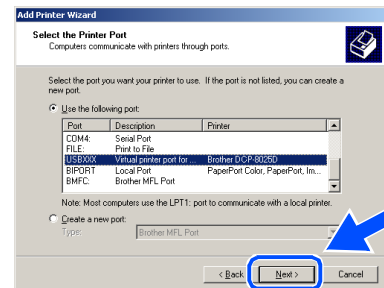 Add Printer Wizard
Select the Printer Port
Computers communicate with printers through ports.
Select the port you want your printer to use. If the port is not listed, you can create a
new port.
Use the following port:
Port Description Printer
COM4: Serial Port
FILE: Print to File
USBXXX Virtual printer port for ... Brother DCP-8025D
BIPORT Local Port PaperPort Color, PaperPort, Im...
BMFC: Brother MFL Port
Note: Most computers use the LPT1: port to communicate with a local printer.
Create a new port:
Type: Brother MFL Port
< Back Next > Cancel